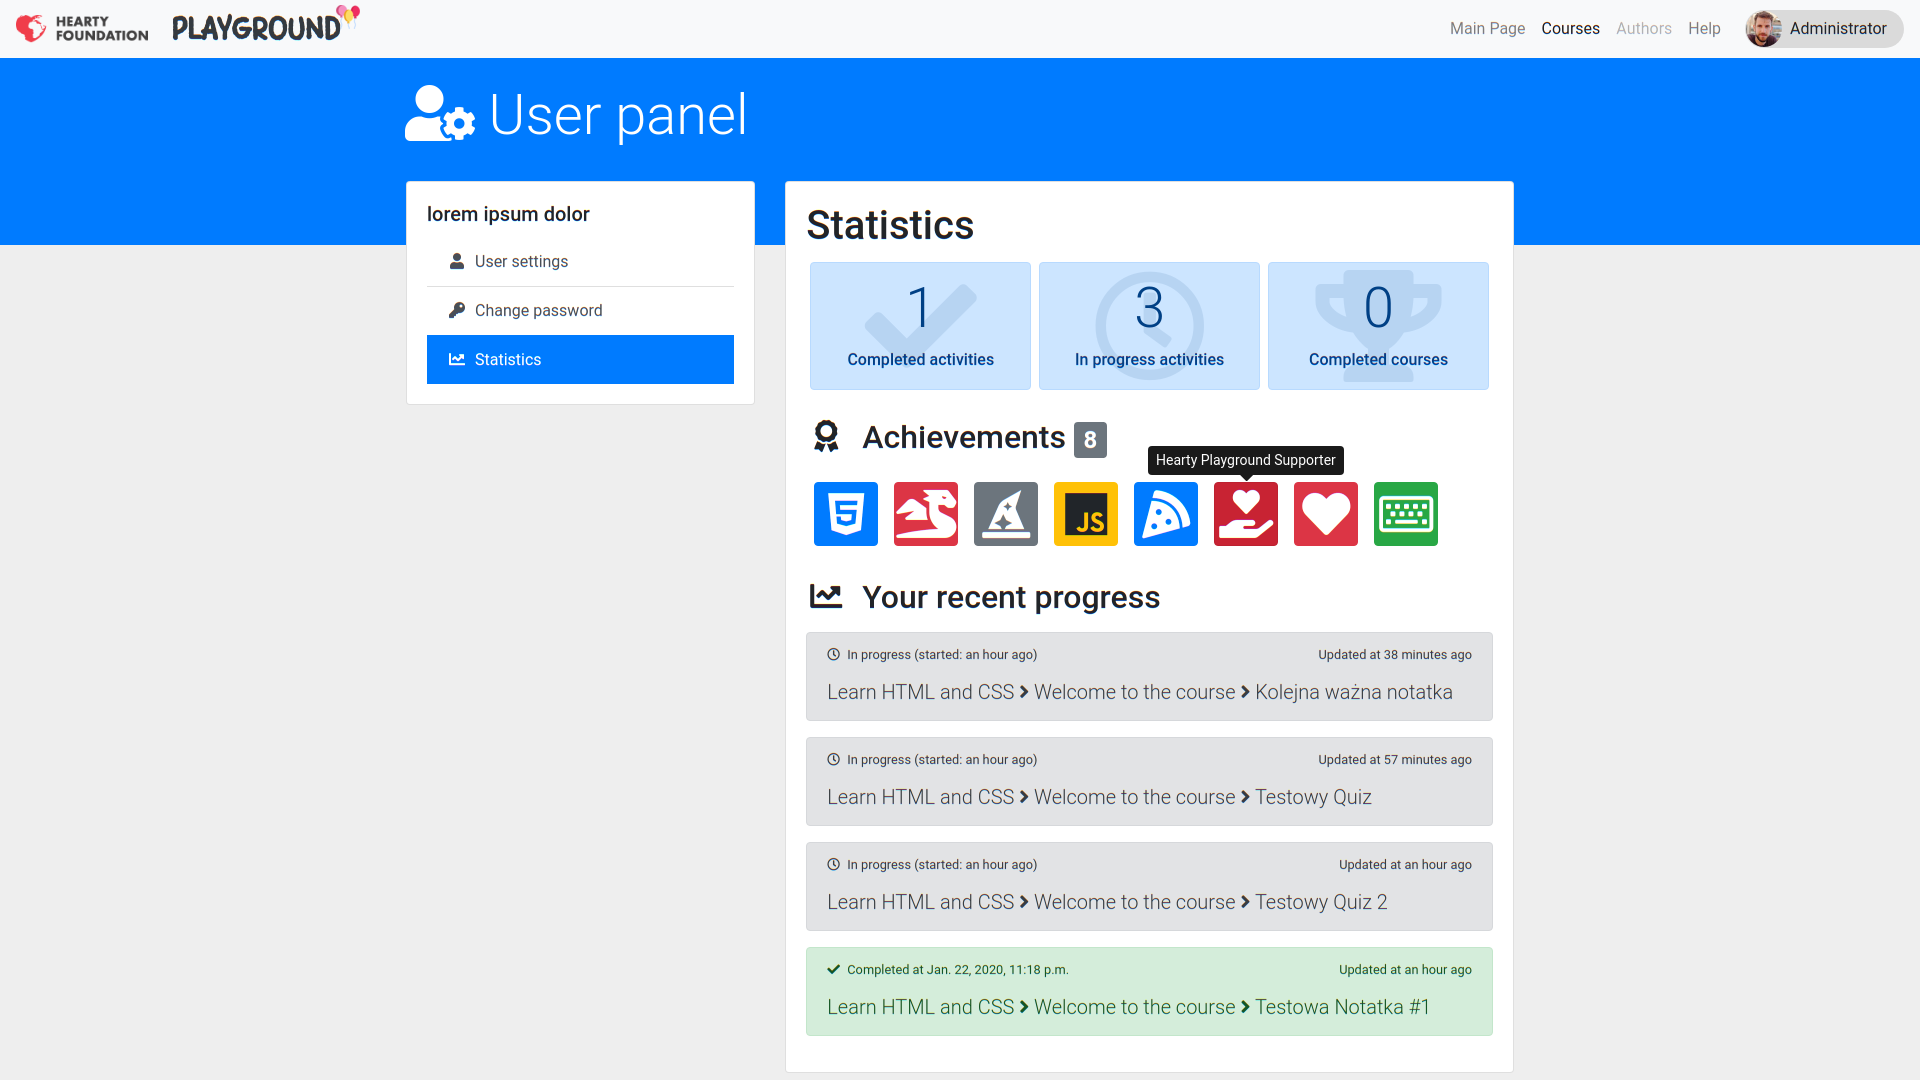 HEARTY FOUNDATION
PLAYGROUND
Main Page
Courses
Authors
Help
Administrator
User panel
lorem ipsum dolor
User settings
Change password
Statistics
Statistics
1
Completed activities
3
In progress activities
0
Completed courses
Achievements 8
Hearty Playground Supporter
5
JS
Your recent progress
In progress (started: an hour ago)
Updated at 38 minutes ago
Learn HTML and CSS > Welcome to the course > Kolejna ważna notatka
In progress (started: an hour ago)
Updated at 57 minutes ago
Learn HTML and CSS > Welcome to the course > Testowy Quiz
In progress (started: an hour ago)
Updated at an hour ago
Learn HTML and CSS > Welcome to the course > Testowy Quiz 2
Completed at Jan. 22, 2020, 11:18 p.m.
Updated at an hour ago
Learn HTML and CSS > Welcome to the course > Testowa Notatka #1